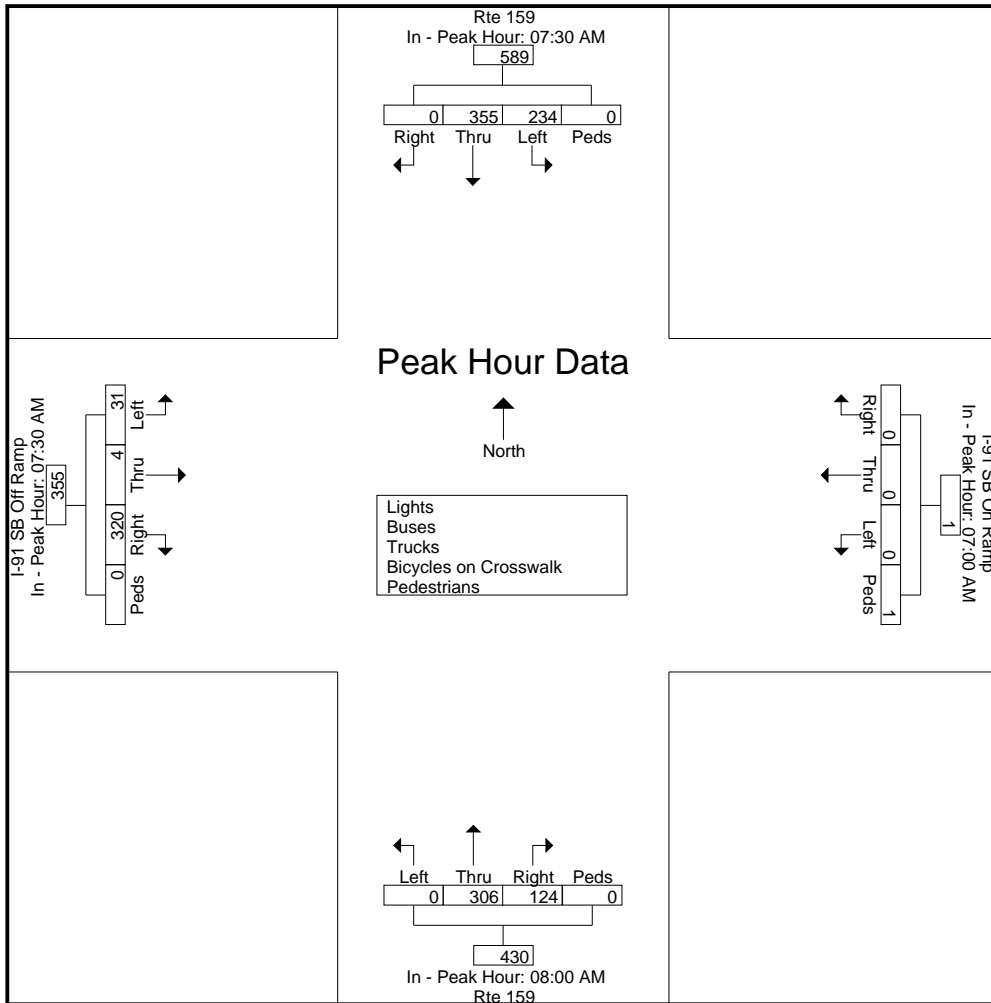 Rte 159
In - Peak Hour: 07:30 AM
589
0 355 234 0
Right Thru Left Peds
Peak Hour Data
North
Lights
Buses
Trucks
Bicycles on Crosswalk
Pedestrians
I-91 SB Off Ramp
In - Peak Hour: 07:30 AM
355
31 4 320 0
Left Thru Right Peds
I-91 SB On Ramp
In - Peak Hour: 07:00 AM
1
0 0 0 1
Right Thru Left Peds
Left Thru Right Peds
0 306 124 0
430
In - Peak Hour: 08:00 AM
Rte 159